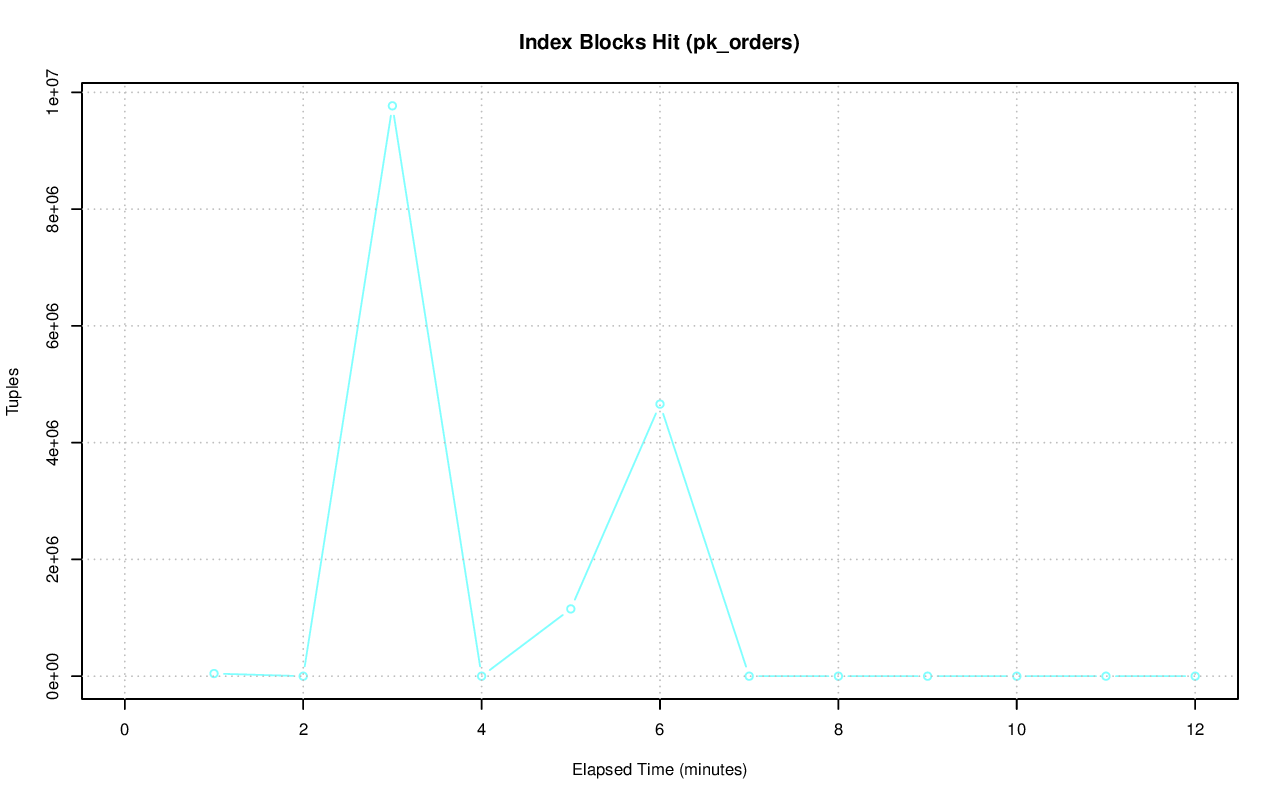 Index Blocks Hit (pk_orders)
1e+07
8e+06
6e+06
4e+06
2e+06
0e+00
Tuples
0 2 4 6 8 10 12
Elapsed Time (minutes)